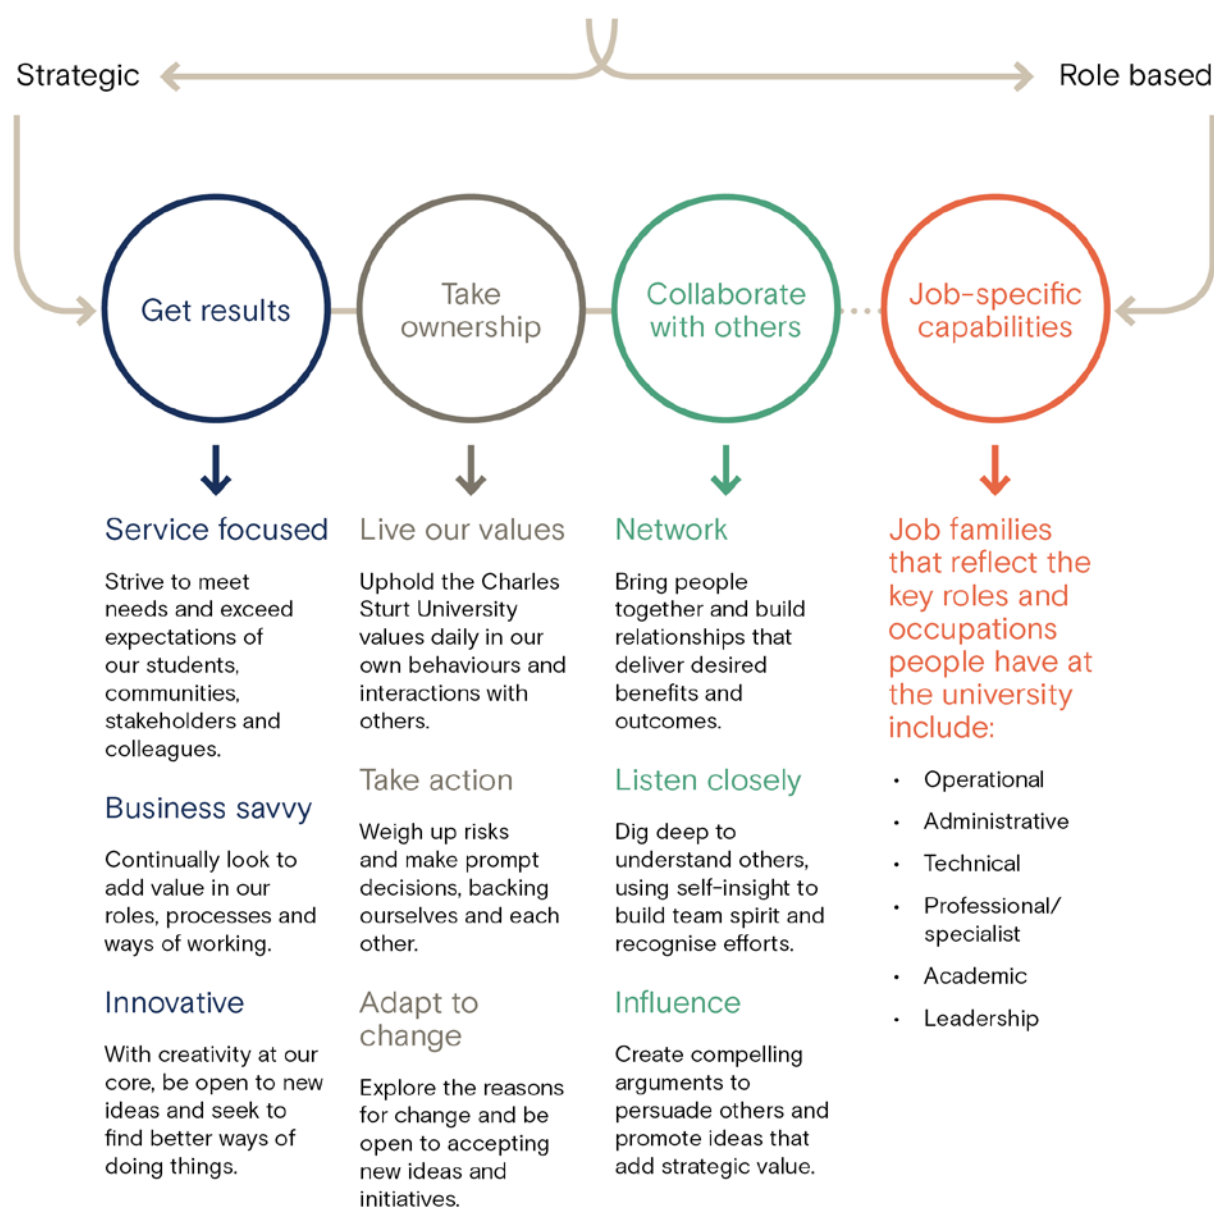 Strategic
Role based
Get results
Take
ownership
Collaborate
with others
Job-specific
capabilities
Service focused
Strive to meet
needs and exceed
expectations of
our students,
communities,
stakeholders and
colleagues.
Business savvy
Continually look to
add value in our
roles, processes and
ways of working.
Innovative
With creativity at our
core, be open to new
ideas and seek to
find better ways of
doing things.
Live our values
Uphold the Charles
Sturt University
values daily in our
own behaviours and
interactions with
others.
Take action
Weigh up risks
and make prompt
decisions, backing
ourselves and each
other.
Adapt to
change
Explore the reasons
for change and be
open to accepting
new ideas and
initiatives.
Network
Bring people
together and build
relationships that
deliver desired
benefits and
outcomes.
Listen closely
Dig deep to
understand others,
using self-insight to
build team spirit and
recognise efforts.
Influence
Create compelling
arguments to
persuade others and
promote ideas that
add strategic value.
Job families
that reflect the
key roles and
occupations
people have at
the university
include:
• Operational
• Administrative
• Technical
• Professional/
specialist
• Academic
• Leadership